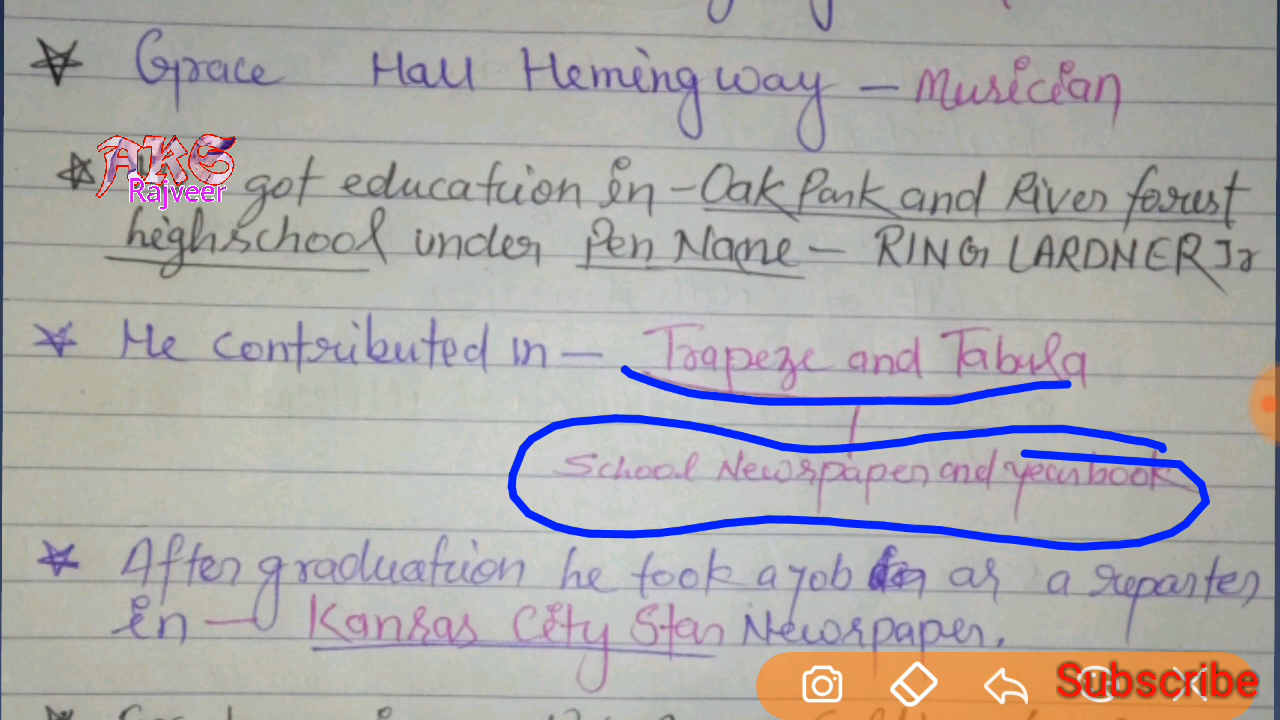 Grace Hall Hemingway – Musician
AKG
Rajveer
got education in – Oak Park and River forest
highschool under Pen Name – RING LARDNER Jr
He contributed in – Trapeze and Tabula
School Newspaper and yearbook
After graduation he took a job as a reporter
in – Kansas City Star Newspaper.
Subscribe